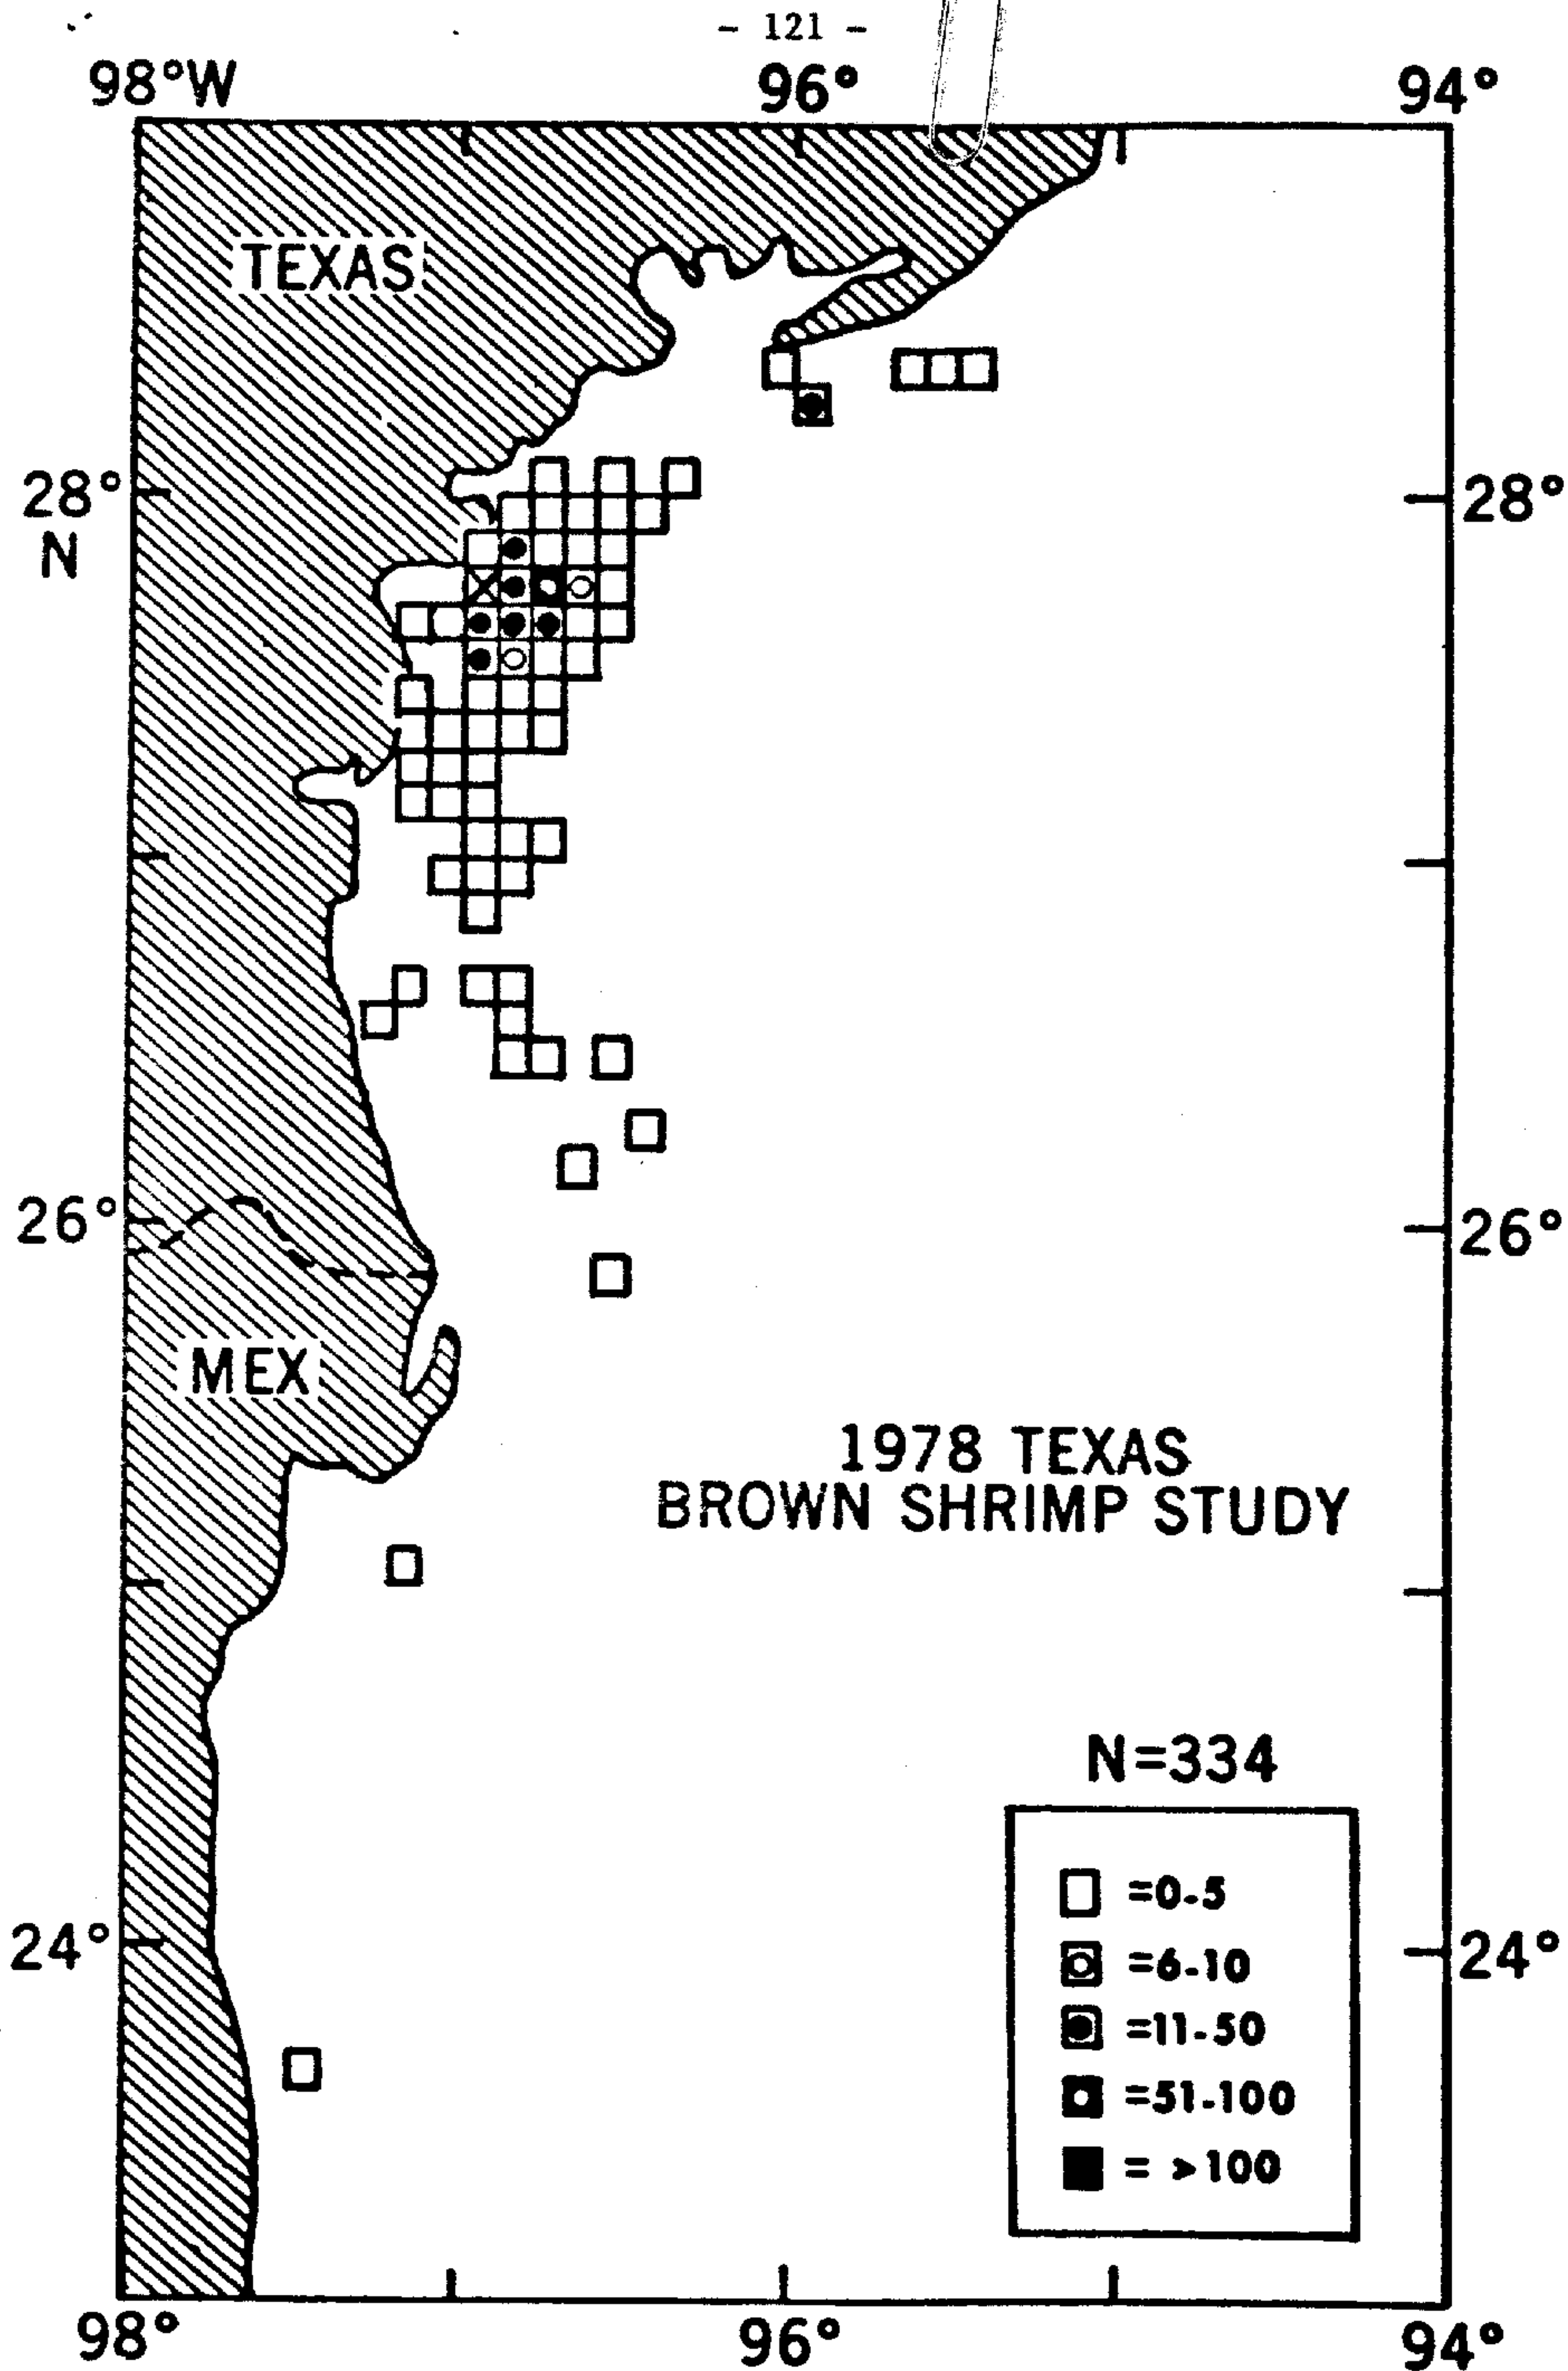 - 121 -
98°W 96° 94°
TEXAS
28° 28°
N
26° 26°
MEX
1978 TEXAS
BROWN SHRIMP STUDY
N=334
=0-5
=6-10
=11-50
24° 24°
=51-100
= >100
98° 96° 94°